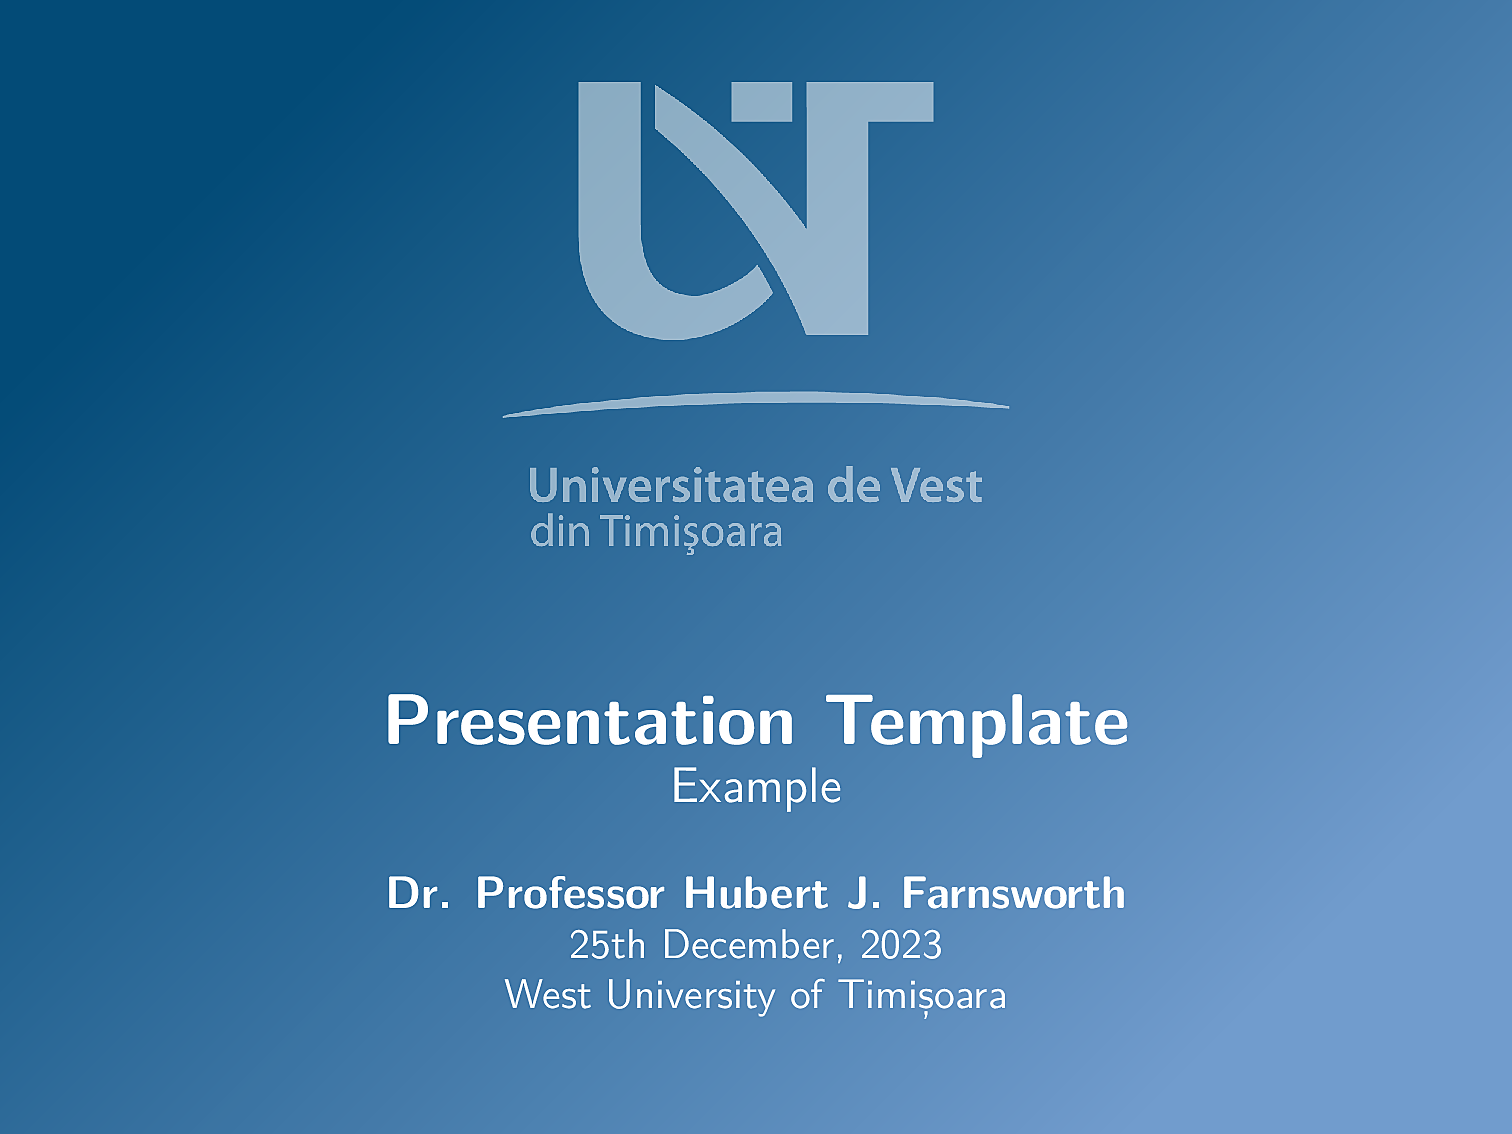 UVT
Universitatea de Vest
din Timişoara
Presentation Template
Example
Dr. Professor Hubert J. Farnsworth
25th December, 2023
West University of Timișoara